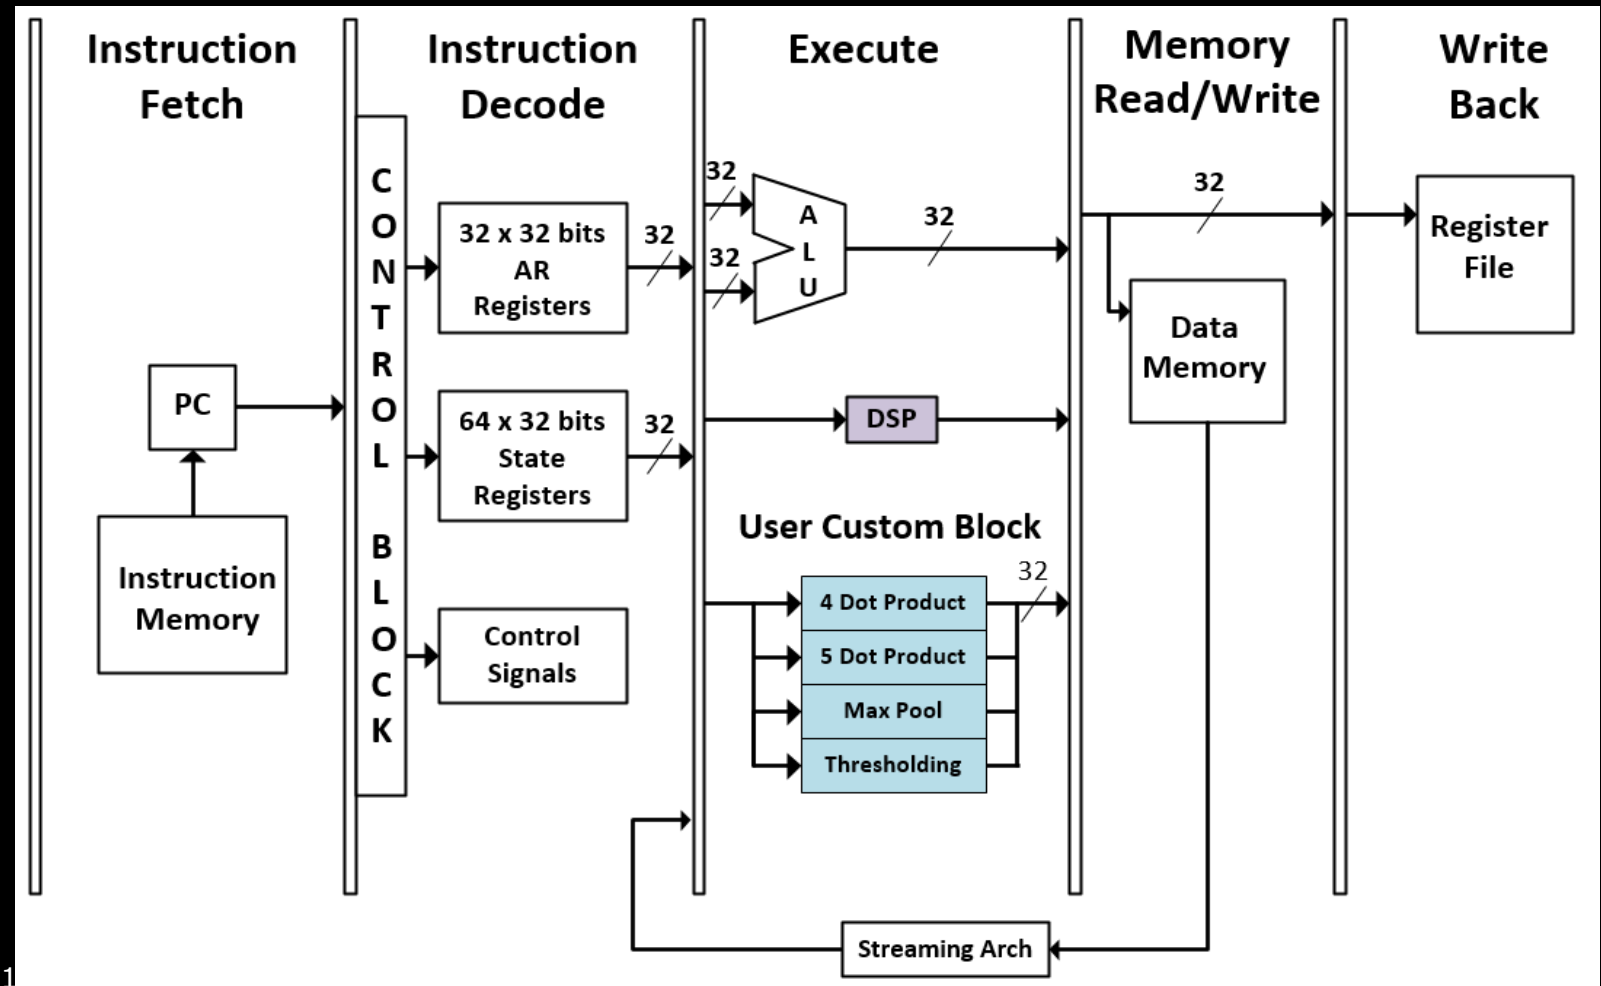 Instruction
Fetch
Instruction
Decode
Execute
Memory
Read/Write
Write
Back
PC
Instruction
Memory
C
O
N
T
R
O
L
B
L
O
C
K
32 x 32 bits
AR
Registers
32
64 x 32 bits
State
Registers
32
Control
Signals
32
32
A
L
U
32
DSP
User Custom Block
4 Dot Product
5 Dot Product
Max Pool
Thresholding
32
32
Data
Memory
Register
File
Streaming Arch
1